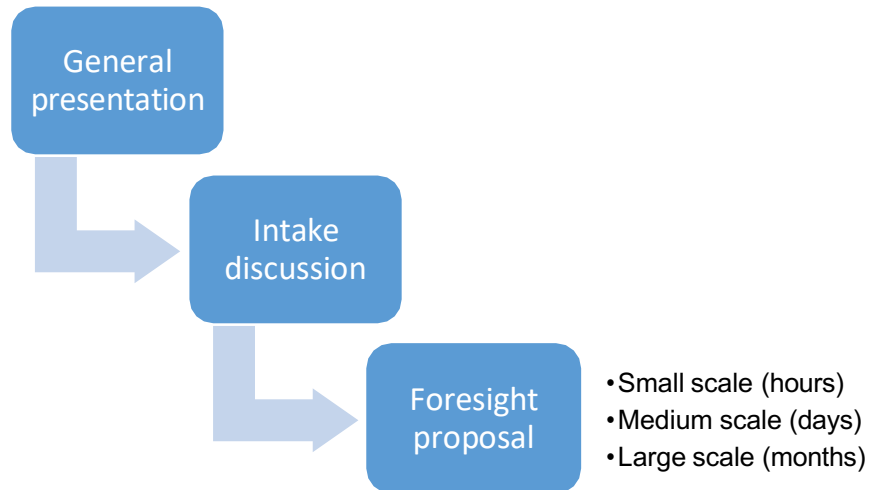 General
presentation
Intake
discussion
Foresight
proposal
•Small scale (hours)
•Medium scale (days)
•Large scale (months)